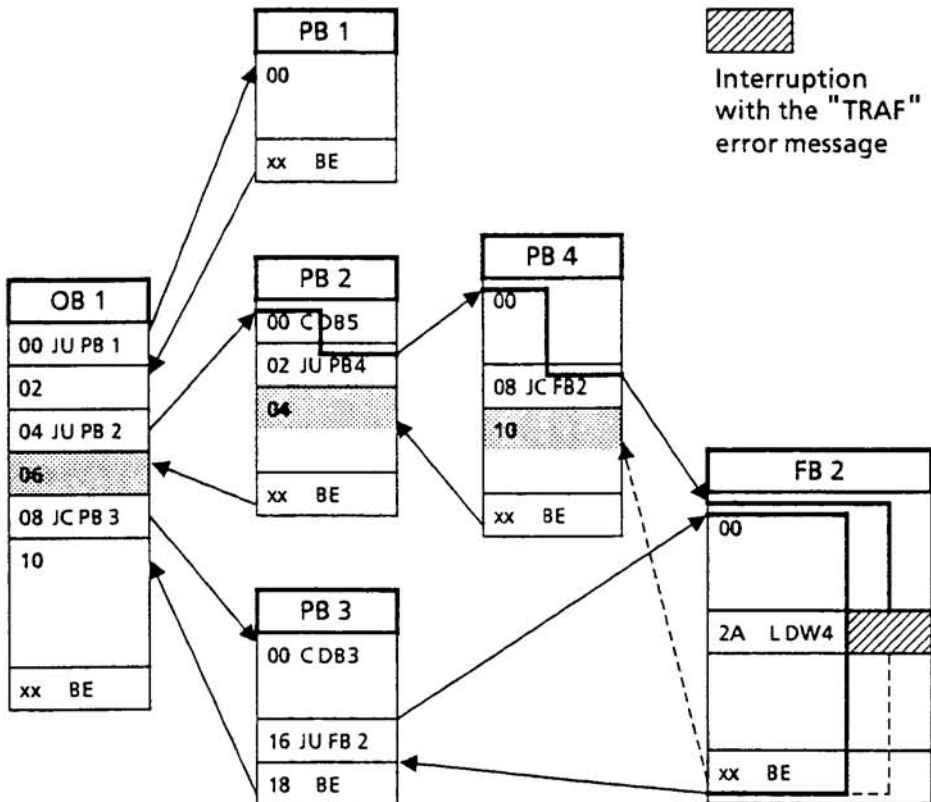 PB 1
00
xx BE
Interruption
with the "TRAF"
error message
OB 1
00 JU PB 1
02
04 JU PB 2
06
08 JC PB 3
10
xx BE
PB 2
00 C DB5
02 JU PB4
04
xx BE
PB 4
00
08 JC FB2
10
xx BE
FB 2
00
2A L DW4
xx BE
PB 3
00 C DB3
16 JU FB 2
18 BE